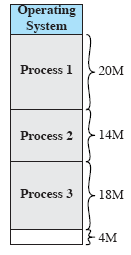 Operating
System
Process 1
20M
Process 2
14M
Process 3
18M
4M